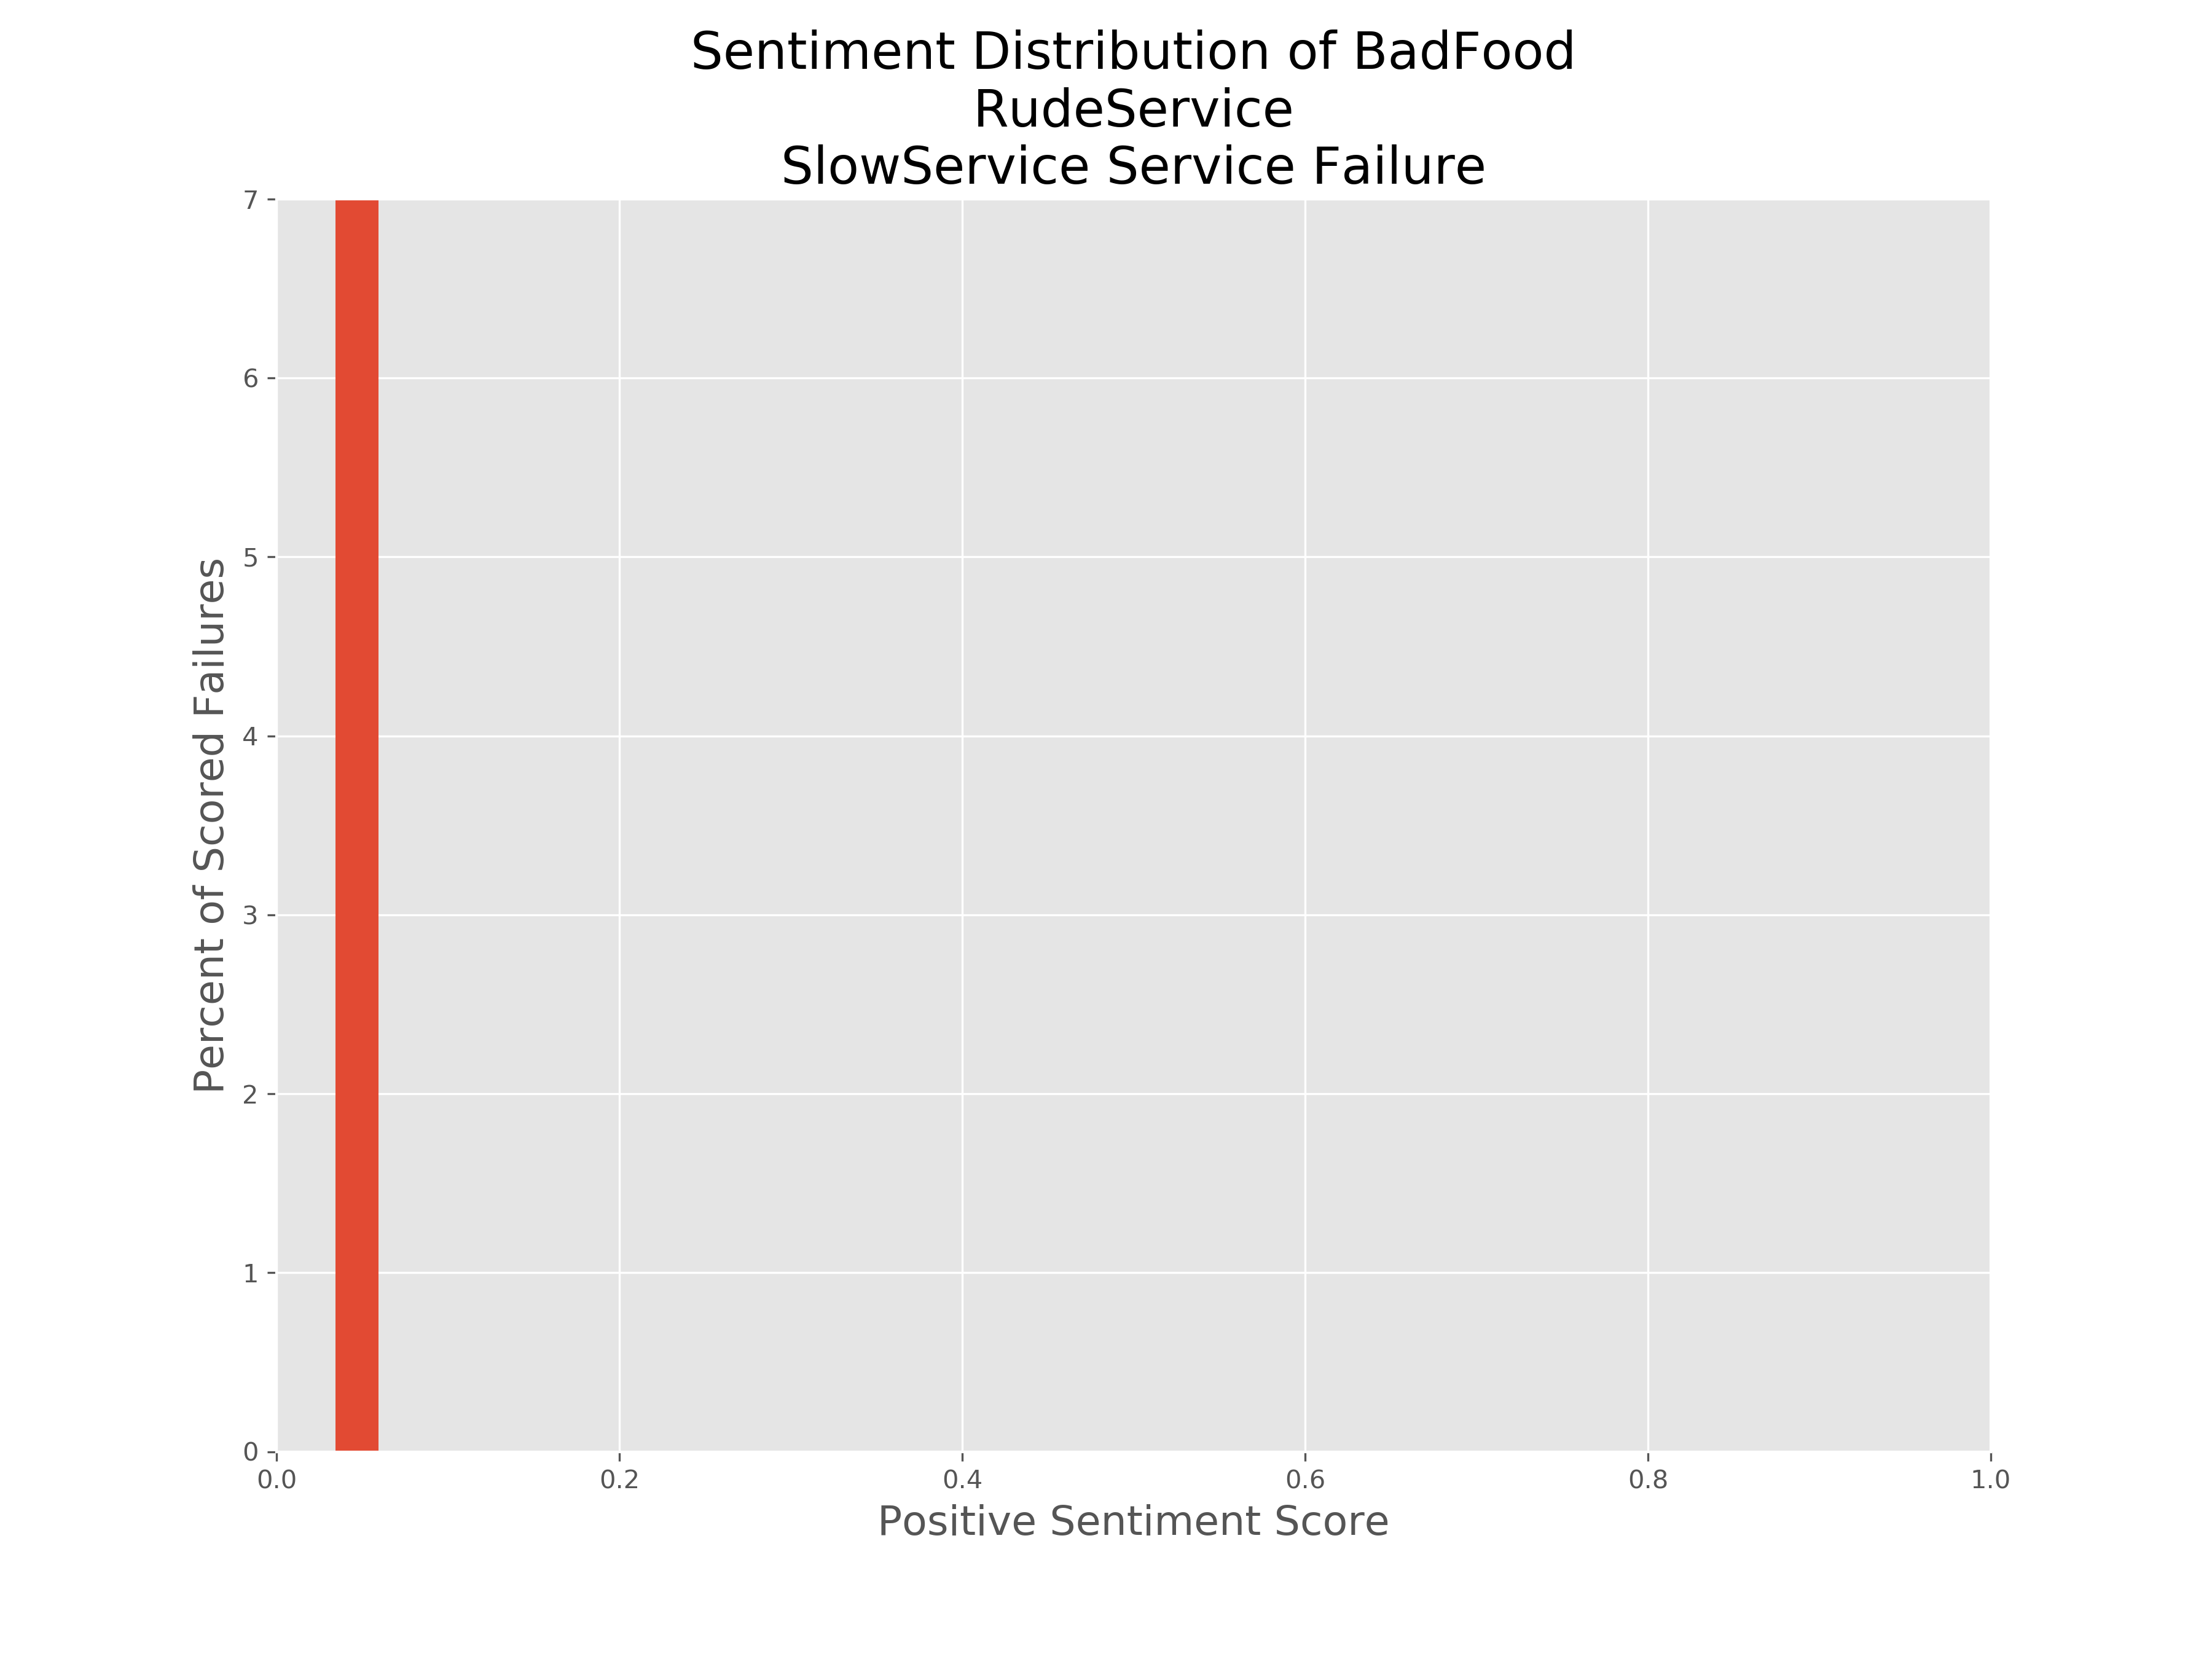 Sentiment Distribution of BadFood
RudeService
SlowService Service Failure
Percent of Scored Failures
7
6
5
4
3
2
1
0
0.0 0.2 0.4 0.6 0.8 1.0
Positive Sentiment Score